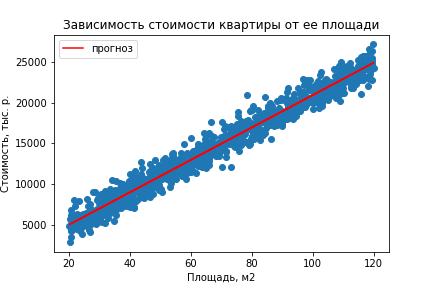 Зависимость стоимости квартиры от ее площади
прогноз
Стоимость, тыс. р.
25000
20000
15000
10000
5000
20
40
60
80
100
120
Площадь, м2